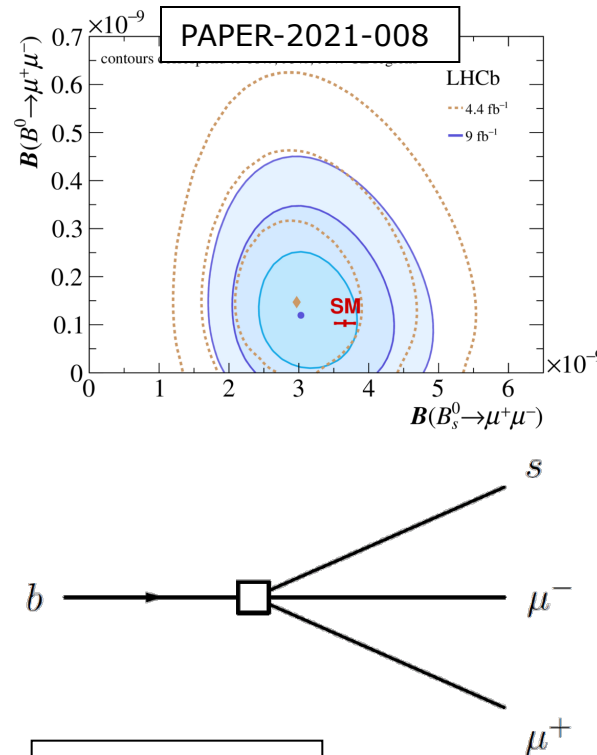 ×10⁻⁹
PAPER-2021-008
contours
LHCb
4.4 fb⁻¹
9 fb⁻¹
0.7
0.6
0.5
0.4
0.3
0.2
0.1
0
B(B⁰→μ⁺μ⁻)
SM
0 1 2 3 4 5 6
×10⁻⁹
B(B⁰ₛ→μ⁺μ⁻)
s
b
μ⁻
μ⁺